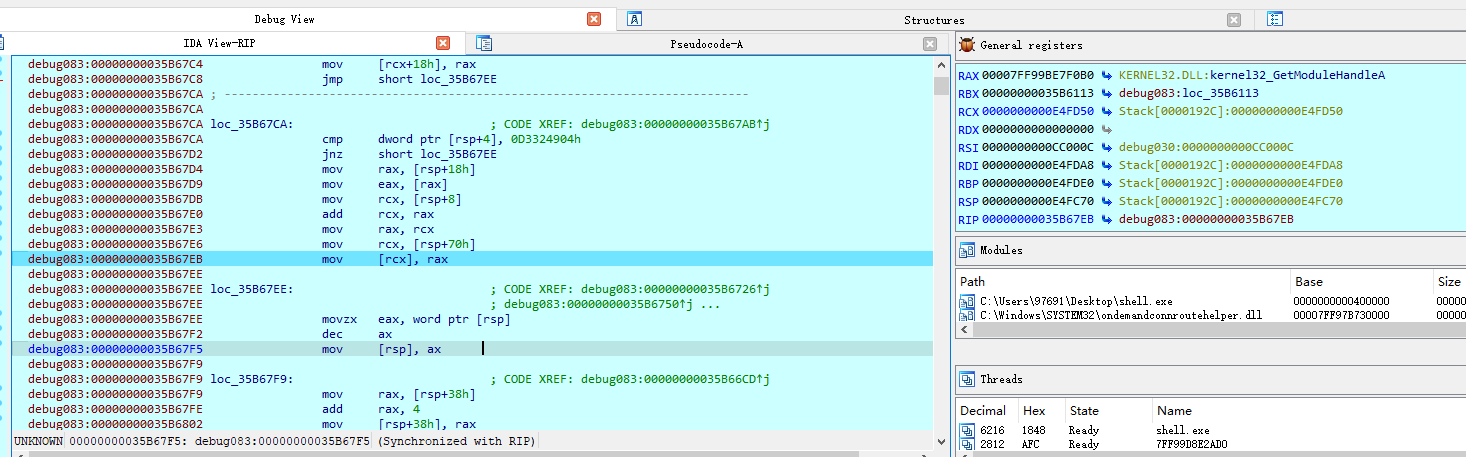 Debug View
Structures
IDA View-RIP
Pseudocode-A
debug083:00000000035B67C4 mov [rcx+18h], rax
debug083:00000000035B67C8 jmp short loc_35B67EE
debug083:00000000035B67CA ; ---------------------------------------------------------------------------
debug083:00000000035B67CA
debug083:00000000035B67CA loc_35B67CA: ; CODE XREF: debug083:00000000035B67AB↑j
debug083:00000000035B67CA cmp dword ptr [rsp+4], 0D3324904h
debug083:00000000035B67D2 jnz short loc_35B67EE
debug083:00000000035B67D4 mov rax, [rsp+18h]
debug083:00000000035B67D9 mov eax, [rax]
debug083:00000000035B67DB mov rcx, [rsp+8]
debug083:00000000035B67E0 add rcx, rax
debug083:00000000035B67E3 mov rax, rcx
debug083:00000000035B67E6 mov rcx, [rsp+70h]
debug083:00000000035B67EB mov [rcx], rax
debug083:00000000035B67EE
debug083:00000000035B67EE loc_35B67EE: ; CODE XREF: debug083:00000000035B6726↑j
debug083:00000000035B67EE ; debug083:00000000035B6750↑j ...
debug083:00000000035B67EE movzx eax, word ptr [rsp]
debug083:00000000035B67F2 dec ax
debug083:00000000035B67F5 mov [rsp], ax
debug083:00000000035B67F9
debug083:00000000035B67F9 loc_35B67F9: ; CODE XREF: debug083:00000000035B66CD↑j
debug083:00000000035B67F9 mov rax, [rsp+38h]
debug083:00000000035B67FE add rax, 4
debug083:00000000035B6802 mov [rsp+38h], rax
UNKNOWN 00000000035B67F5: debug083:00000000035B67F5 (Synchronized with RIP)
General registers
RAX 00007FF99BE7F0B0 KERNEL32.DLL:kernel32_GetModuleHandleA
RBX 00000000035B6113 debug083:loc_35B6113
RCX 0000000000E4FD50 Stack[0000192C]:0000000000E4FD50
RDX 0000000000000000
RSI 0000000000CC000C debug030:0000000000CC000C
RDI 0000000000E4FDA8 Stack[0000192C]:0000000000E4FDA8
RBP 0000000000E4FDE0 Stack[0000192C]:0000000000E4FDE0
RSP 0000000000E4FC70 Stack[0000192C]:0000000000E4FC70
RIP 00000000035B67EB debug083:00000000035B67EB
Modules
Path Base Size
C:\Users\97691\Desktop\shell.exe 0000000000400000 00000
C:\Windows\SYSTEM32\ondemandconnroutehelper.dll 00007FF97B730000 00000
Threads
Decimal Hex State Name
6216 1848 Ready shell.exe
2812 AFC Ready 7FF99D8E2AD0